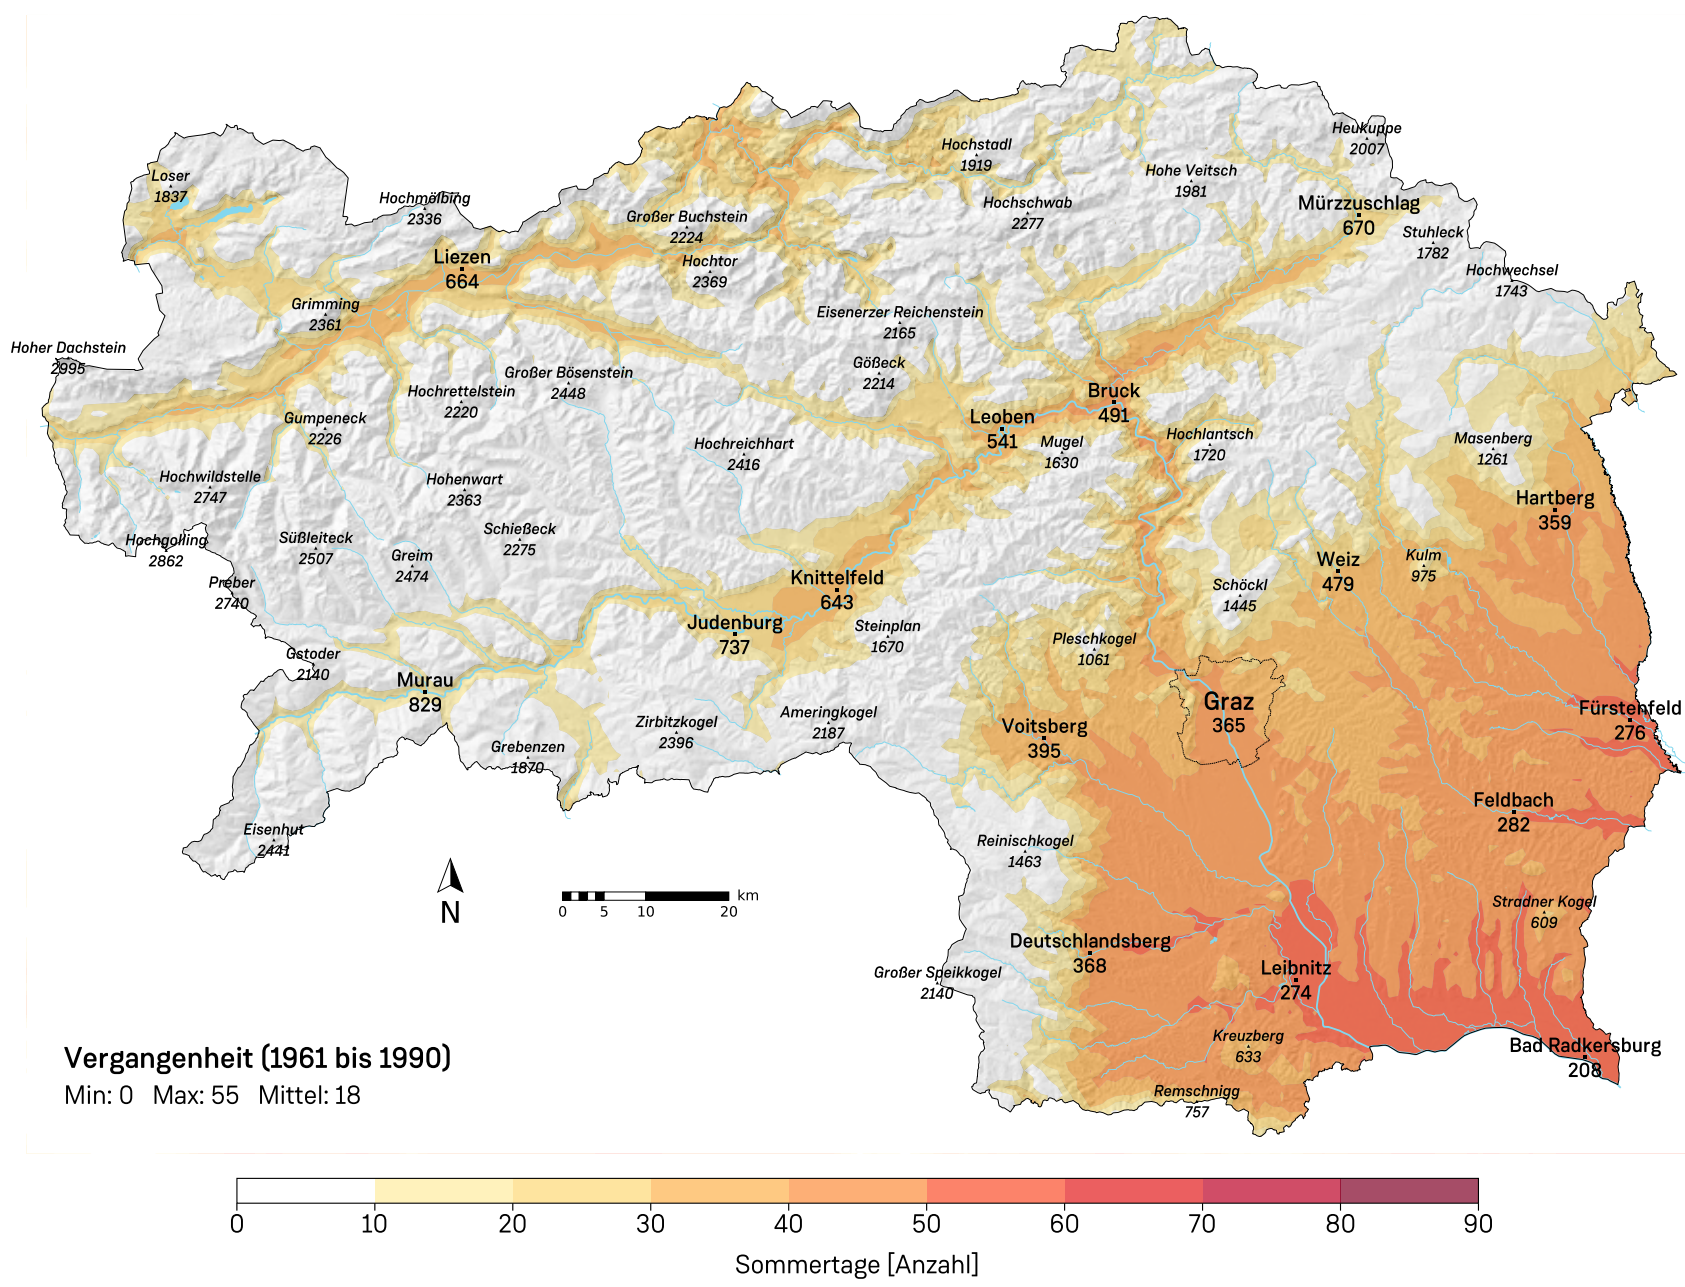 Heukuppe
2007
Hochstadl
1919
Hohe Veitsch
1981
Loser
1837
Hochmölbing
2336
Hochschwab
2277
Mürzzuschlag
670
Großer Buchstein
2224
Stuhleck
1782
Liezen
664
Hochtor
2369
Hochwechsel
1743
Grimming
2361
Eisenerzer Reichenstein
2165
Hoher Dachstein
2995
Gößeck
2214
Großer Bösenstein
2448
Hochrettelstein
2220
Bruck
491
Gumpeneck
2226
Leoben
541
Hochlantsch
1720
Mugel
1630
Masenberg
1261
Hochreichhart
2416
Hochwildstelle
2747
Hohenwart
2363
Hartberg
359
Schießeck
2275
Hochgolling
2862
Süßleiteck
2507
Greim
2474
Weiz
479
Kulm
975
Preber
2740
Knittelfeld
643
Schöckl
1445
Judenburg
737
Steinplan
1670
Pleschkogel
1061
Gstoder
2140
Murau
829
Graz
365
Fürstenfeld
276
Zirbitzkogel
2396
Ameringkogel
2187
Voitsberg
395
Grebenzen
1870
Feldbach
282
Eisenhut
2441
Reinischkogel
1463
km
0 5 10 20
N
Stradner Kogel
609
Deutschlandsberg
368
Großer Speikkogel
2140
Leibnitz
274
Kreuzberg
633
Bad Radkersburg
208
Remschnigg
757
Vergangenheit (1961 bis 1990)
Min: 0 Max: 55 Mittel: 18
0 10 20 30 40 50 60 70 80 90
Sommertage [Anzahl]